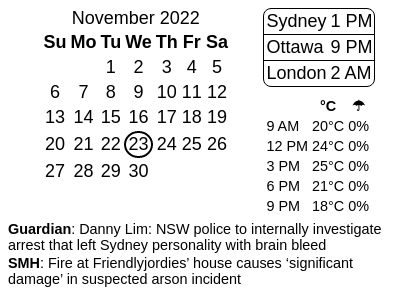 November 2022
Su Mo Tu We Th Fr Sa
1 2 3 4 5
6 7 8 9 10 11 12
13 14 15 16 17 18 19
20 21 22 23 24 25 26
27 28 29 30
Sydney 1 PM
Ottawa 9 PM
London 2 AM
°C ☂
9 AM 20°C 0%
12 PM 24°C 0%
3 PM 25°C 0%
6 PM 21°C 0%
9 PM 18°C 0%
Guardian: Danny Lim: NSW police to internally investigate
arrest that left Sydney personality with brain bleed
SMH: Fire at Friendlyjordies’ house causes ‘significant
damage’ in suspected arson incident